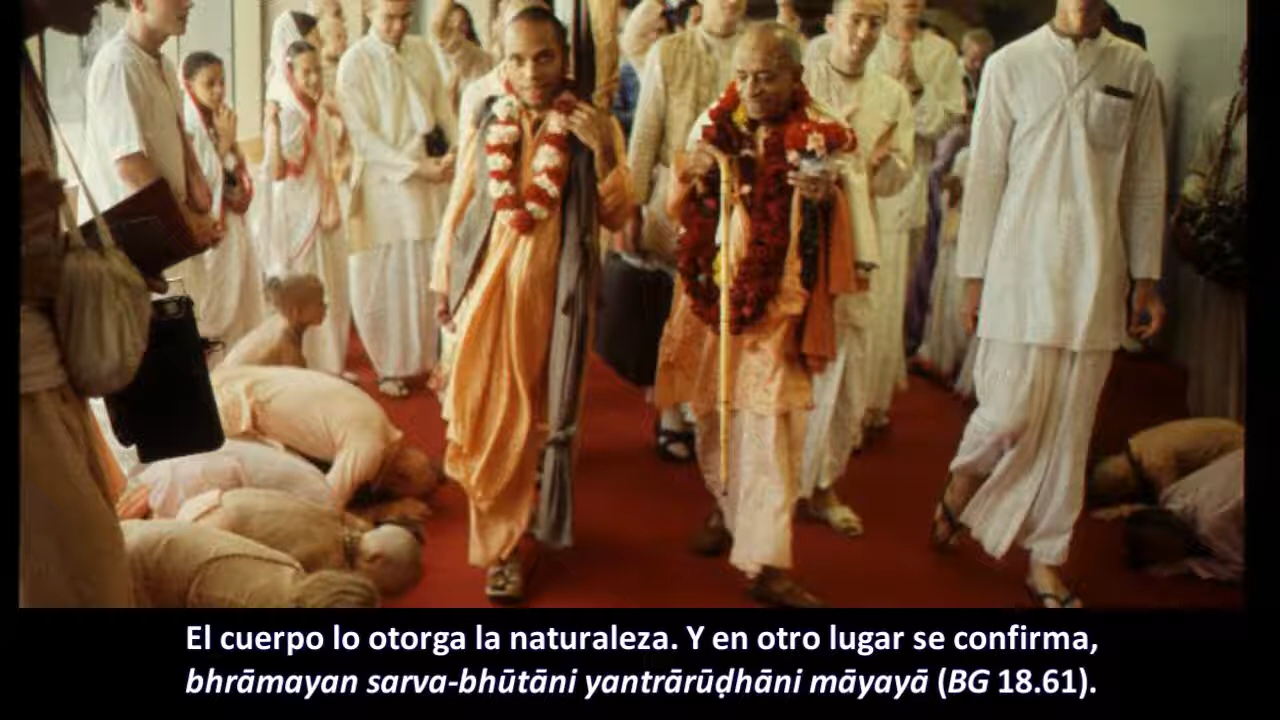 El cuerpo lo otorga la naturaleza. Y en otro lugar se confirma,
bhrāmayan sarva-bhūtāni yantrārūḍhāni māyayā (BG 18.61).